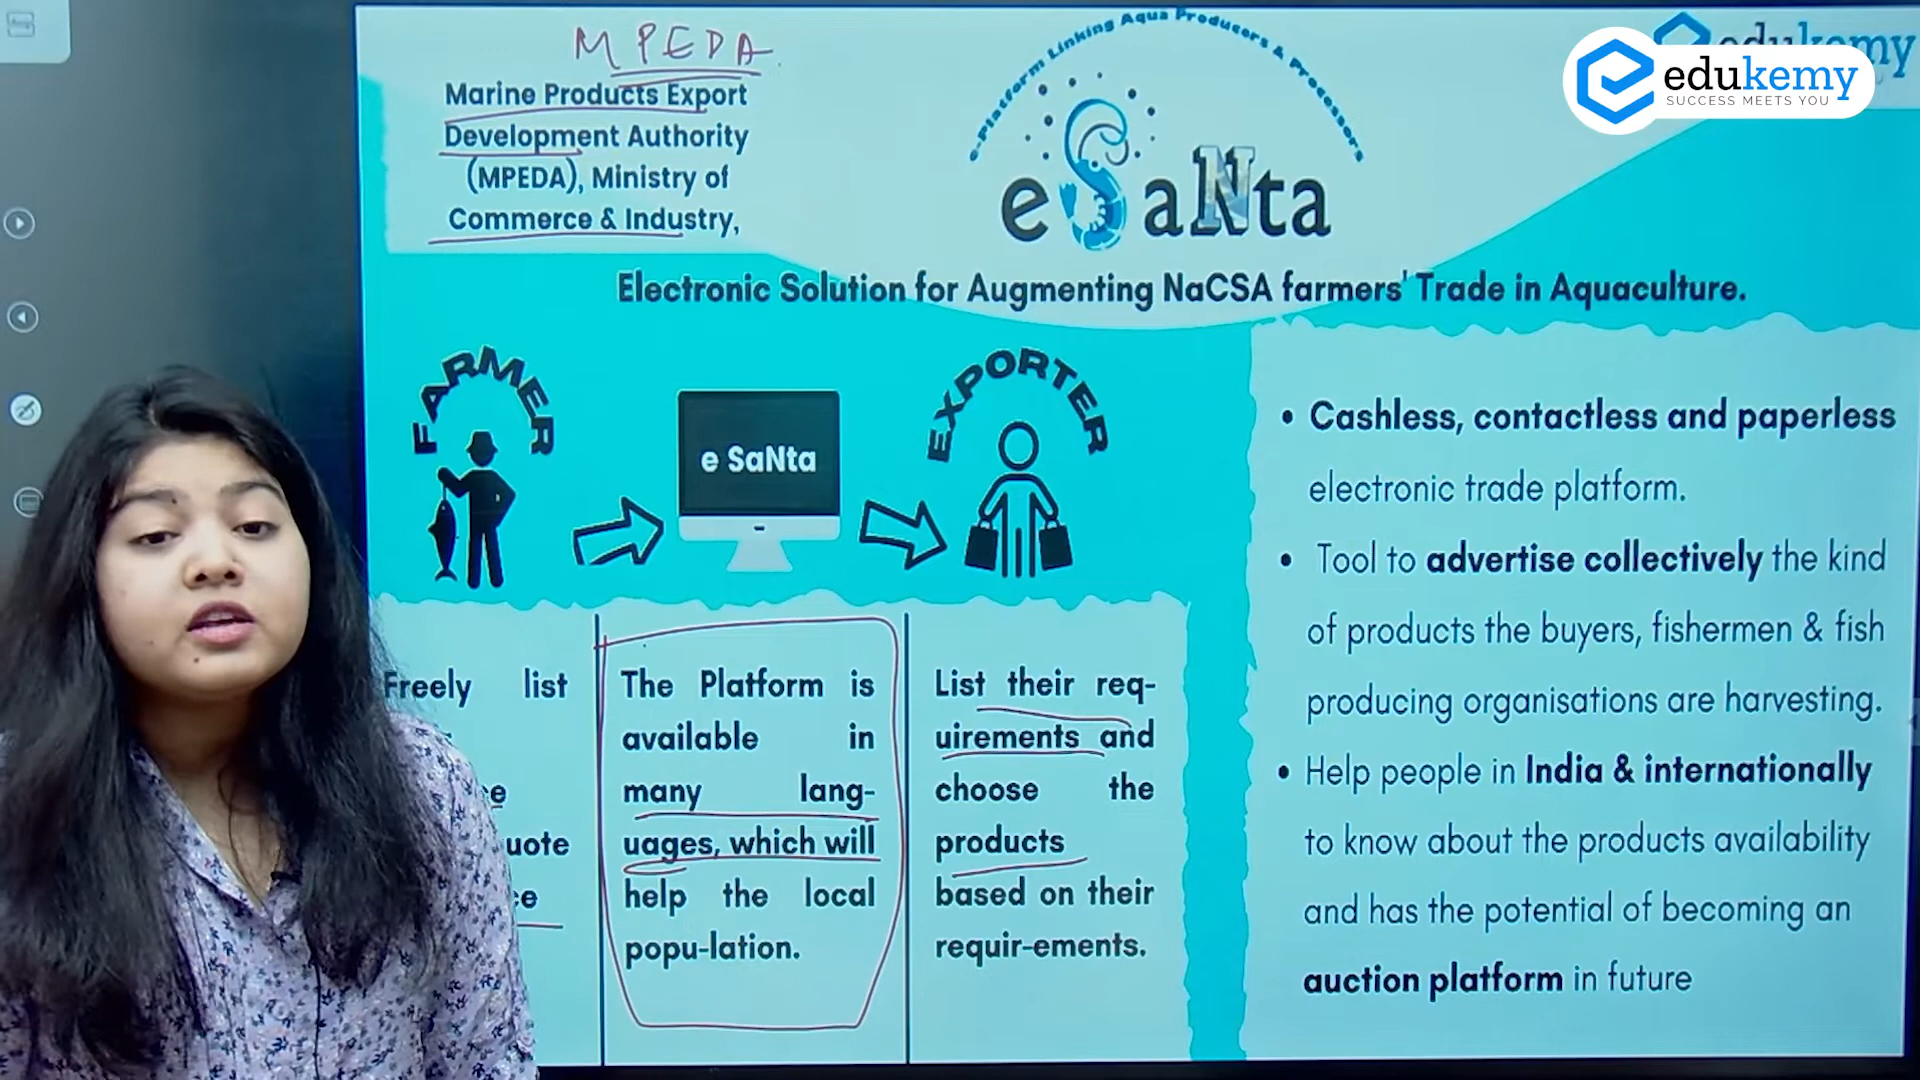 MPEDA
Marine Products Export
Development Authority
(MPEDA), Ministry of
Commerce & Industry,
e-Platform Linking Aqua Producers & Processors
eSaNta
edukemy
edukemy
SUCCESS MEETS YOU
Electronic Solution for Augmenting NaCSA farmers' Trade in Aquaculture.
FARMER
e SaNta
EXPORTER
Freely list
The Platform is
available in
many lang-
uages, which will
help the local
popu-lation.
List their req-
uirements and
choose the
products
based on their
requir-ements.
• Cashless, contactless and paperless
electronic trade platform.
• Tool to advertise collectively the kind
of products the buyers, fishermen & fish
producing organisations are harvesting.
• Help people in India & internationally
to know about the products availability
and has the potential of becoming an
auction platform in future